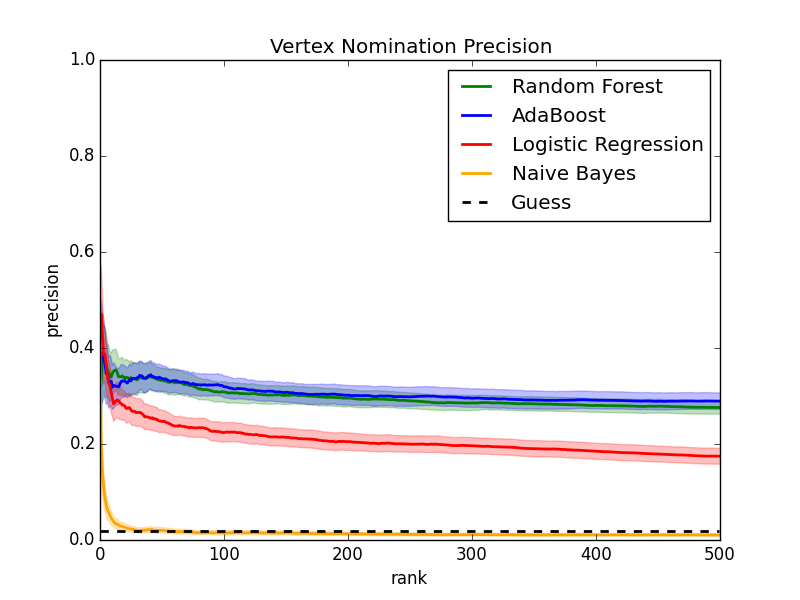 Vertex Nomination Precision
1.0
0.8
0.6
0.4
0.2
0.0
precision
Random Forest
AdaBoost
Logistic Regression
Naive Bayes
Guess
0 100 200 300 400 500
rank